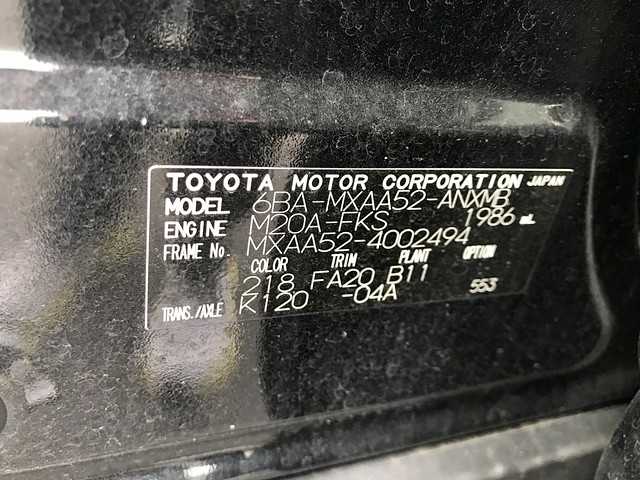 TOYOTA MOTOR CORPORATION JAPAN
MODEL 6BA-MXAA52-ANXMB
ENGINE M20A-FKS 1986 mL
FRAME No. MXAA52-4002494
COLOR TRIM PLANT OPTION
218 FA20 B11 553
TRANS./AXLE K120 -04A